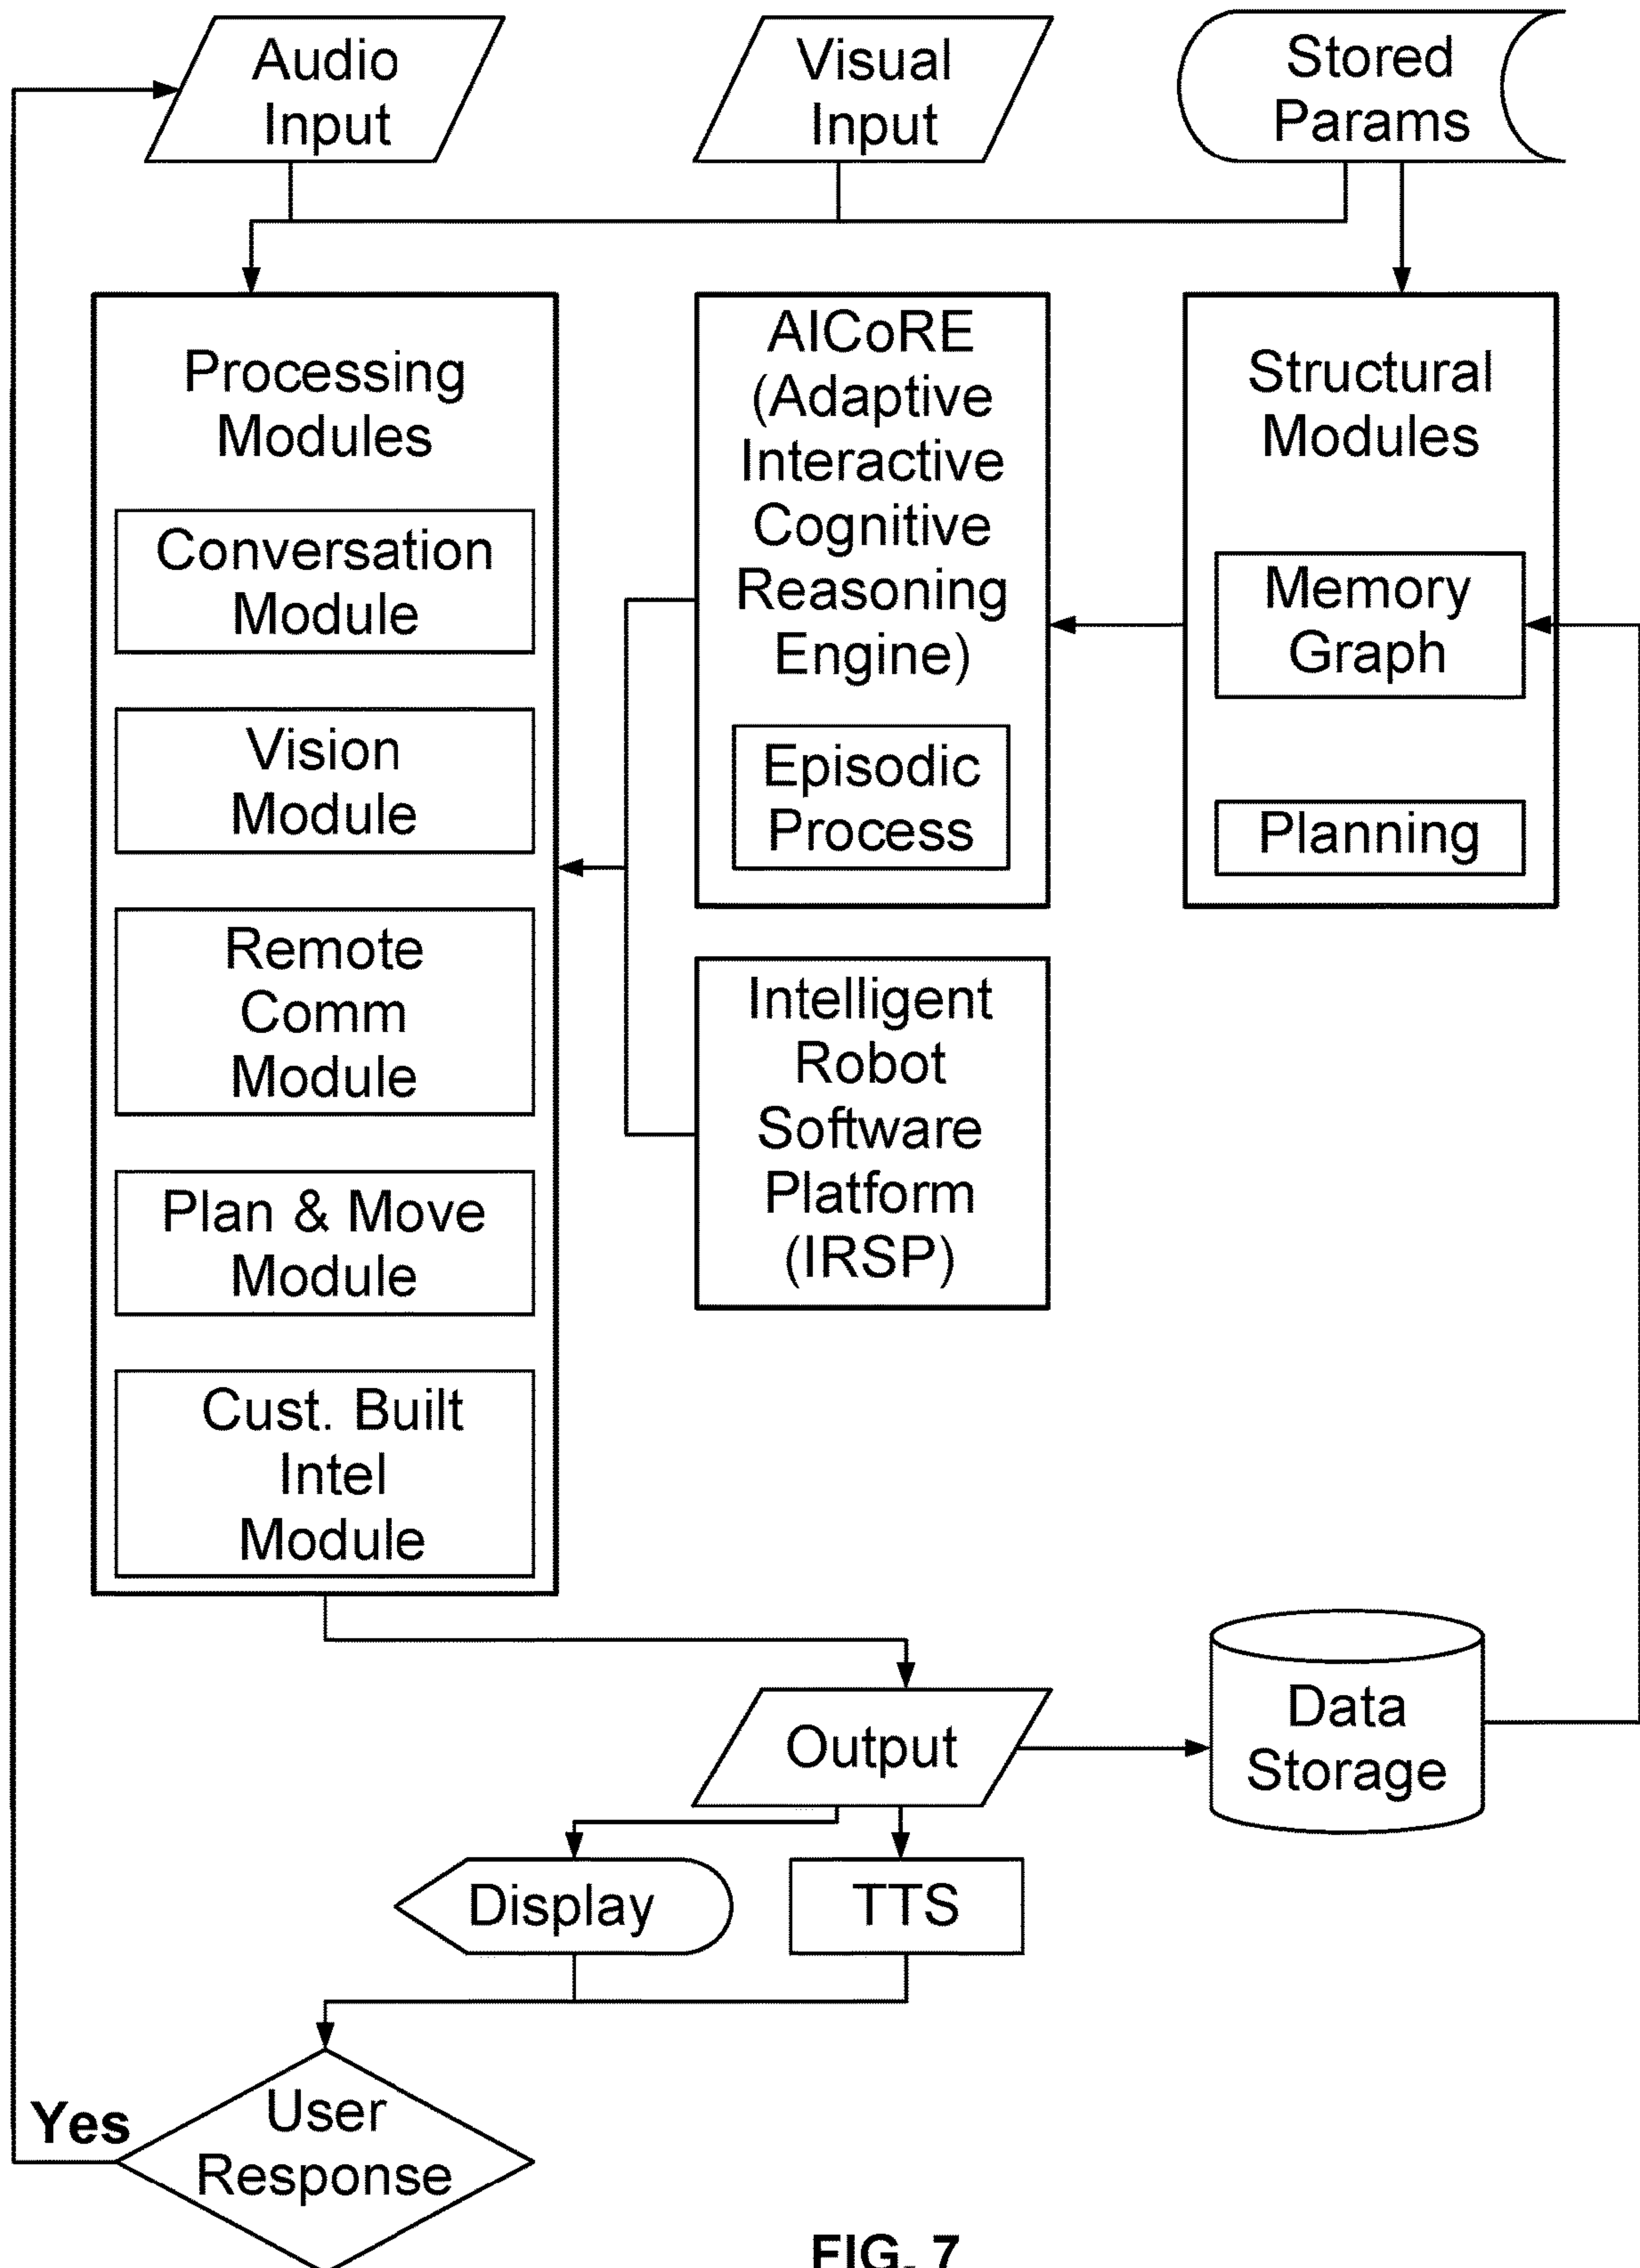 Audio
Input
Visual
Input
Stored
Params
Processing
Modules
Conversation
Module
Vision
Module
Remote
Comm
Module
Plan & Move
Module
Cust. Built
Intel
Module
AICoRE
(Adaptive
Interactive
Cognitive
Reasoning
Engine)
Episodic
Process
Intelligent
Robot
Software
Platform
(IRSP)
Structural
Modules
Memory
Graph
Planning
Output
Data
Storage
Display
TTS
Yes
User
Response
FIG. 7